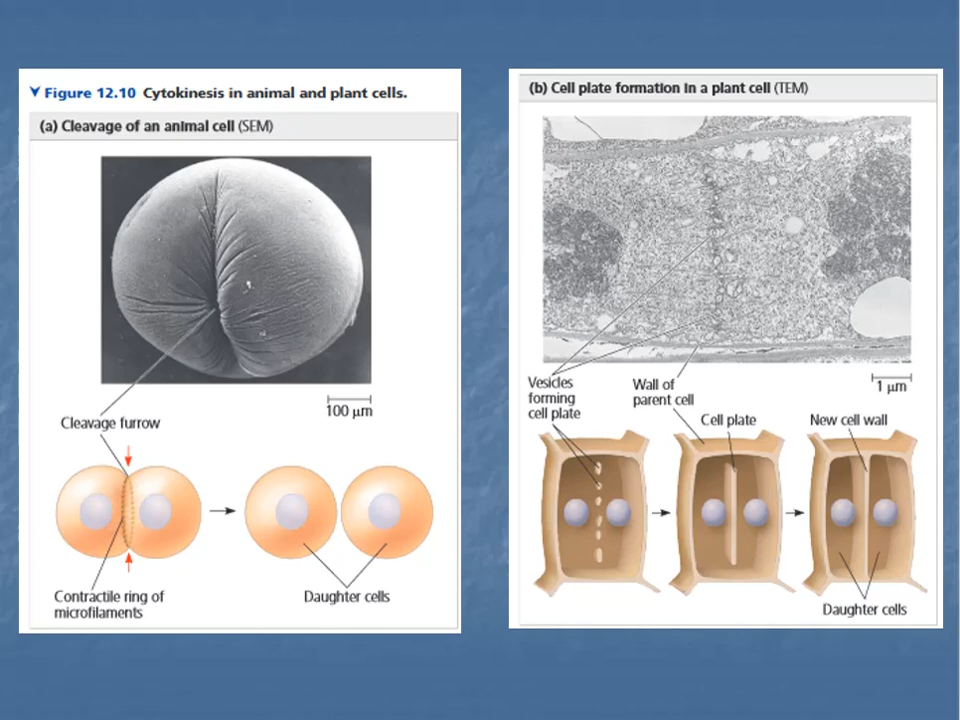 Figure 12.10 Cytokinesis in animal and plant cells.
(a) Cleavage of an animal cell (SEM)
100 µm
Cleavage furrow
Contractile ring of
microfilaments
Daughter cells
(b) Cell plate formation in a plant cell (TEM)
Vesicles
forming
cell plate
Wall of
parent cell
1 µm
Cell plate
New cell wall
Daughter cells